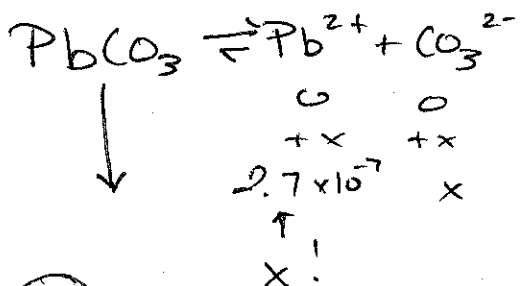 PbCO₃ ⇌ Pb²⁺ + CO₃²⁻
0 0
+x +x
2.7 × 10⁻⁷ x
x!